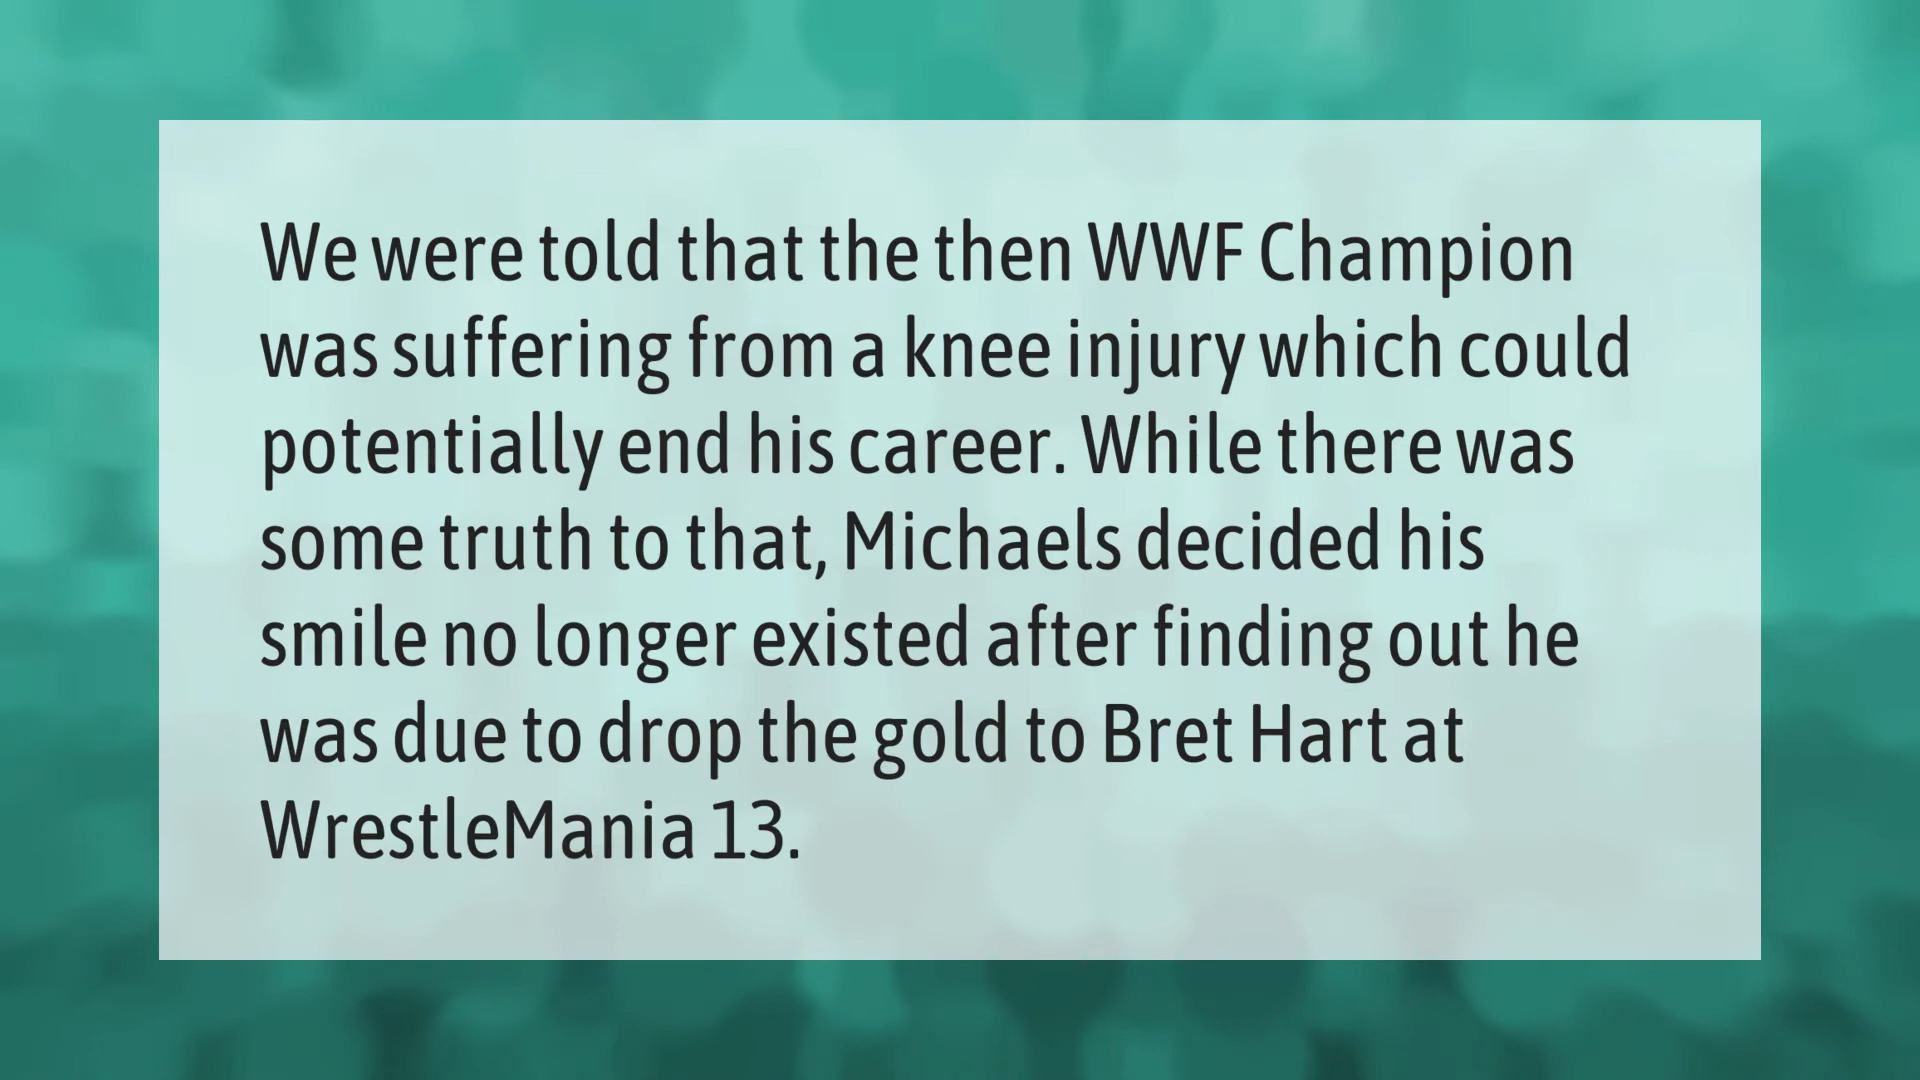 We were told that the then WWF Champion
was suffering from a knee injury which could
potentially end his career. While there was
some truth to that, Michaels decided his
smile no longer existed after finding out he
was due to drop the gold to Bret Hart at
WrestleMania 13.